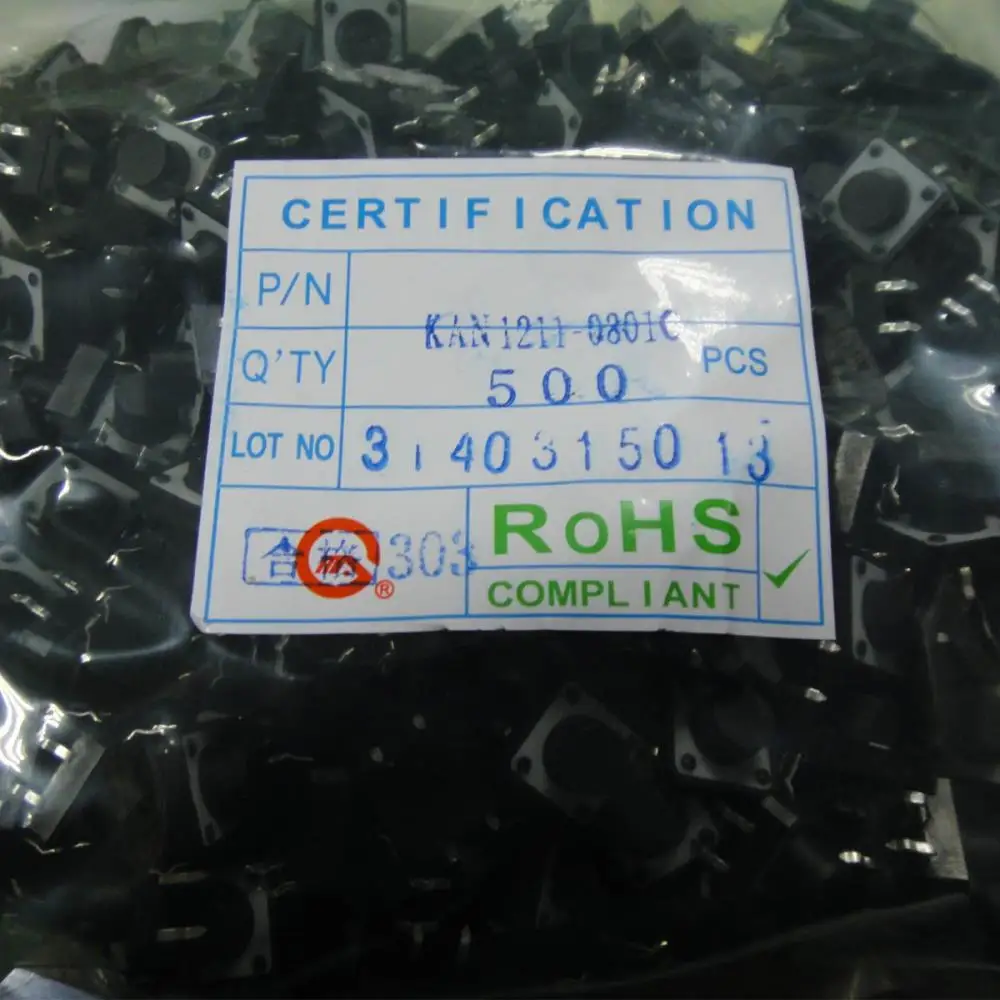 CERTIFICATION
P/N KAN1211-0801C
Q'TY 500 PCS
LOT NO 3140315013
合格 303 ®
RoHS
COMPLIANT ✓